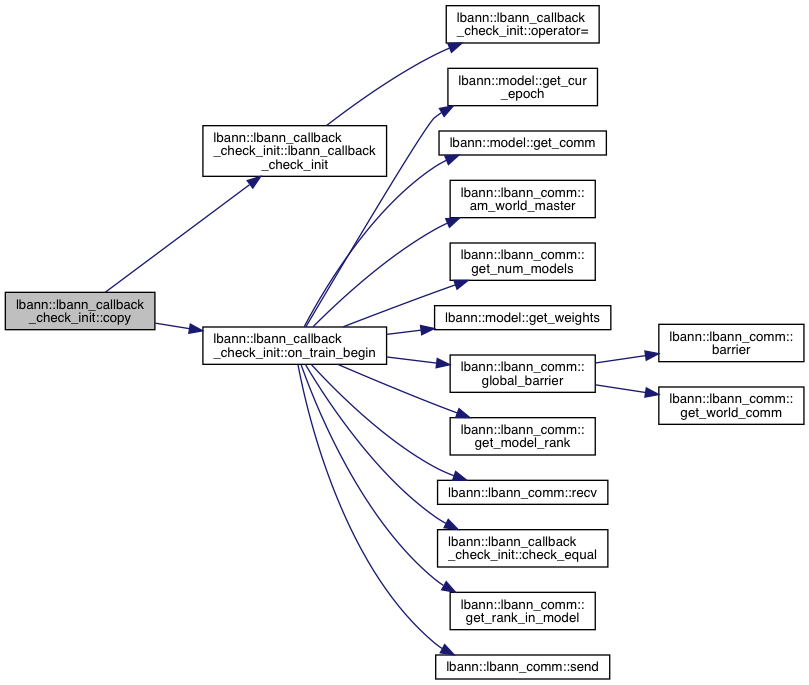 lbann::lbann_callback
_check_init::operator=
lbann::model::get_cur
_epoch
lbann::lbann_callback
_check_init::lbann_callback
_check_init
lbann::model::get_comm
lbann::lbann_comm::
am_world_master
lbann::lbann_comm::
get_num_models
lbann::lbann_callback
_check_init::copy
lbann::model::get_weights
lbann::lbann_callback
_check_init::on_train_begin
lbann::lbann_comm::
barrier
lbann::lbann_comm::
global_barrier
lbann::lbann_comm::
get_world_comm
lbann::lbann_comm::
get_model_rank
lbann::lbann_comm::recv
lbann::lbann_callback
_check_init::check_equal
lbann::lbann_comm::
get_rank_in_model
lbann::lbann_comm::send